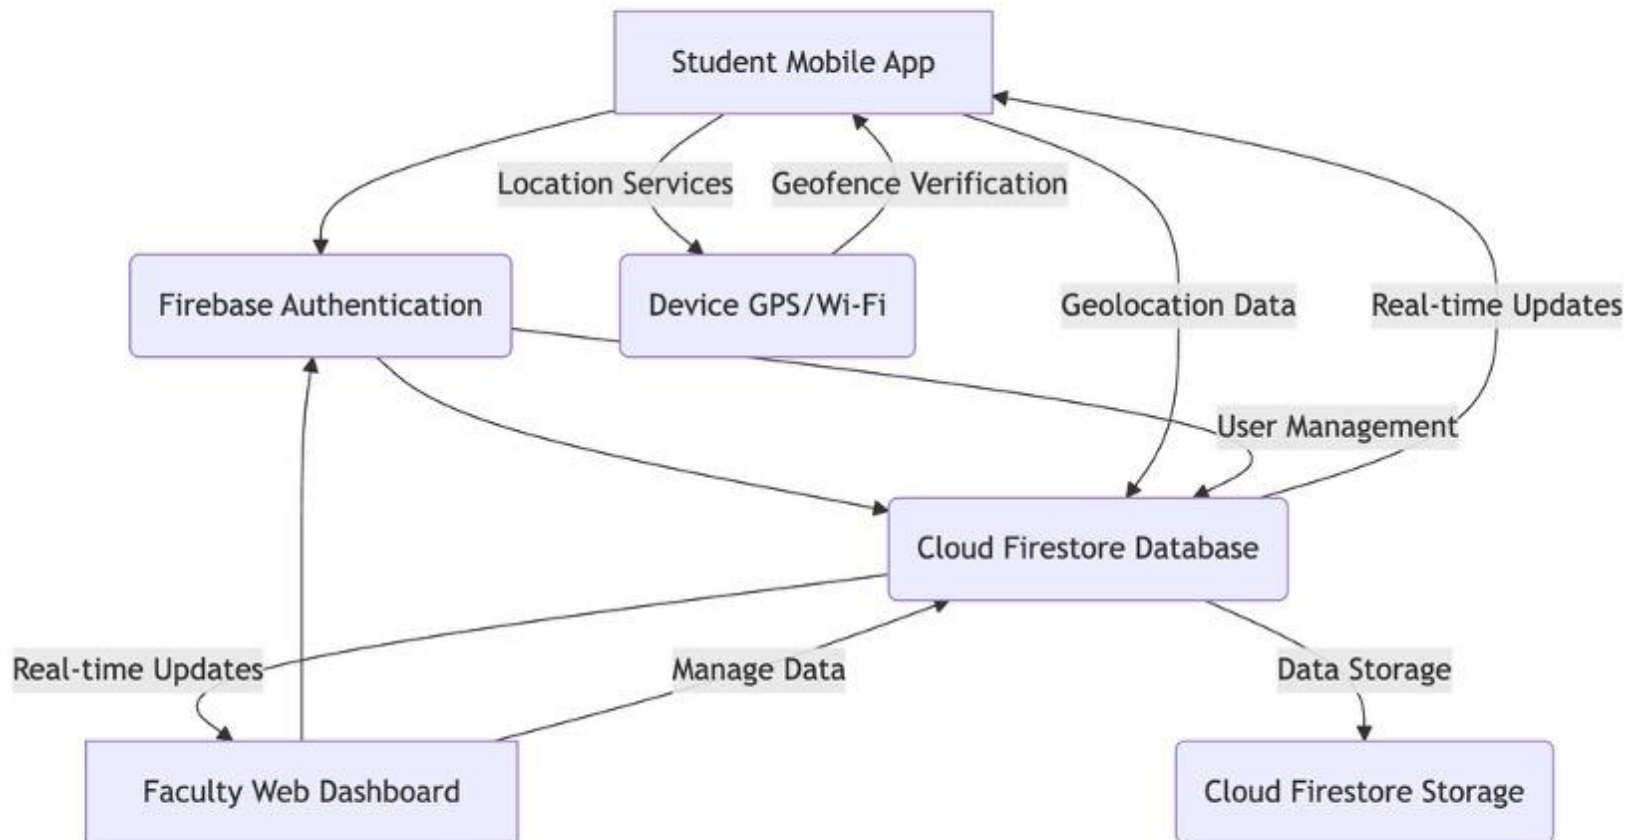 Student Mobile App
Location Services
Geofence Verification
Firebase Authentication
Device GPS/Wi-Fi
Geolocation Data
Real-time Updates
User Management
Cloud Firestore Database
Real-time Updates
Manage Data
Data Storage
Faculty Web Dashboard
Cloud Firestore Storage